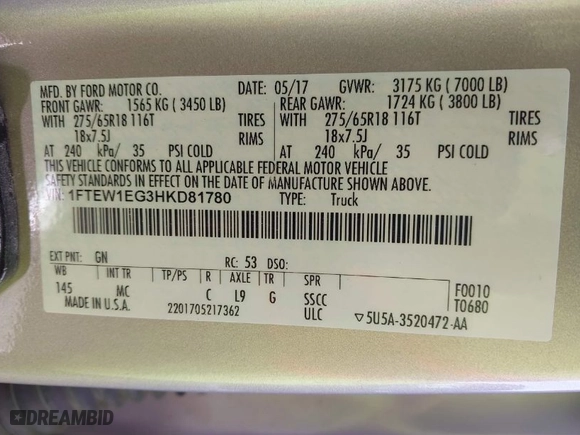 MFD. BY FORD MOTOR CO. DATE: 05/17 GVWR: 3175 KG ( 7000 LB)
FRONT GAWR: 1565 KG ( 3450 LB) REAR GAWR: 1724 KG ( 3800 LB)
WITH 275/65R18 116T TIRES WITH 275/65R18 116T TIRES
18x7.5J RIMS 18x7.5J RIMS
AT 240 kPa/ 35 PSI COLD AT 240 kPa/ 35 PSI COLD
THIS VEHICLE CONFORMS TO ALL APPLICABLE FEDERAL MOTOR VEHICLE
SAFETY STANDARDS IN EFFECT ON THE DATE OF MANUFACTURE SHOWN ABOVE.
VIN: 1FTEW1EG3HKD81780 TYPE: Truck
EXT PNT: GN RC: 53 DSO:
WB INT TR TP/PS R AXLE TR SPR F0010
145 MC C L9 G SSCC T0680
MADE IN U.S.A. 2201705217362 ULC ▽5U5A-3520472-AA
DREAMBID